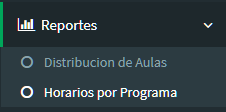 Reportes
Distribucion de Aulas
Horarios por Programa